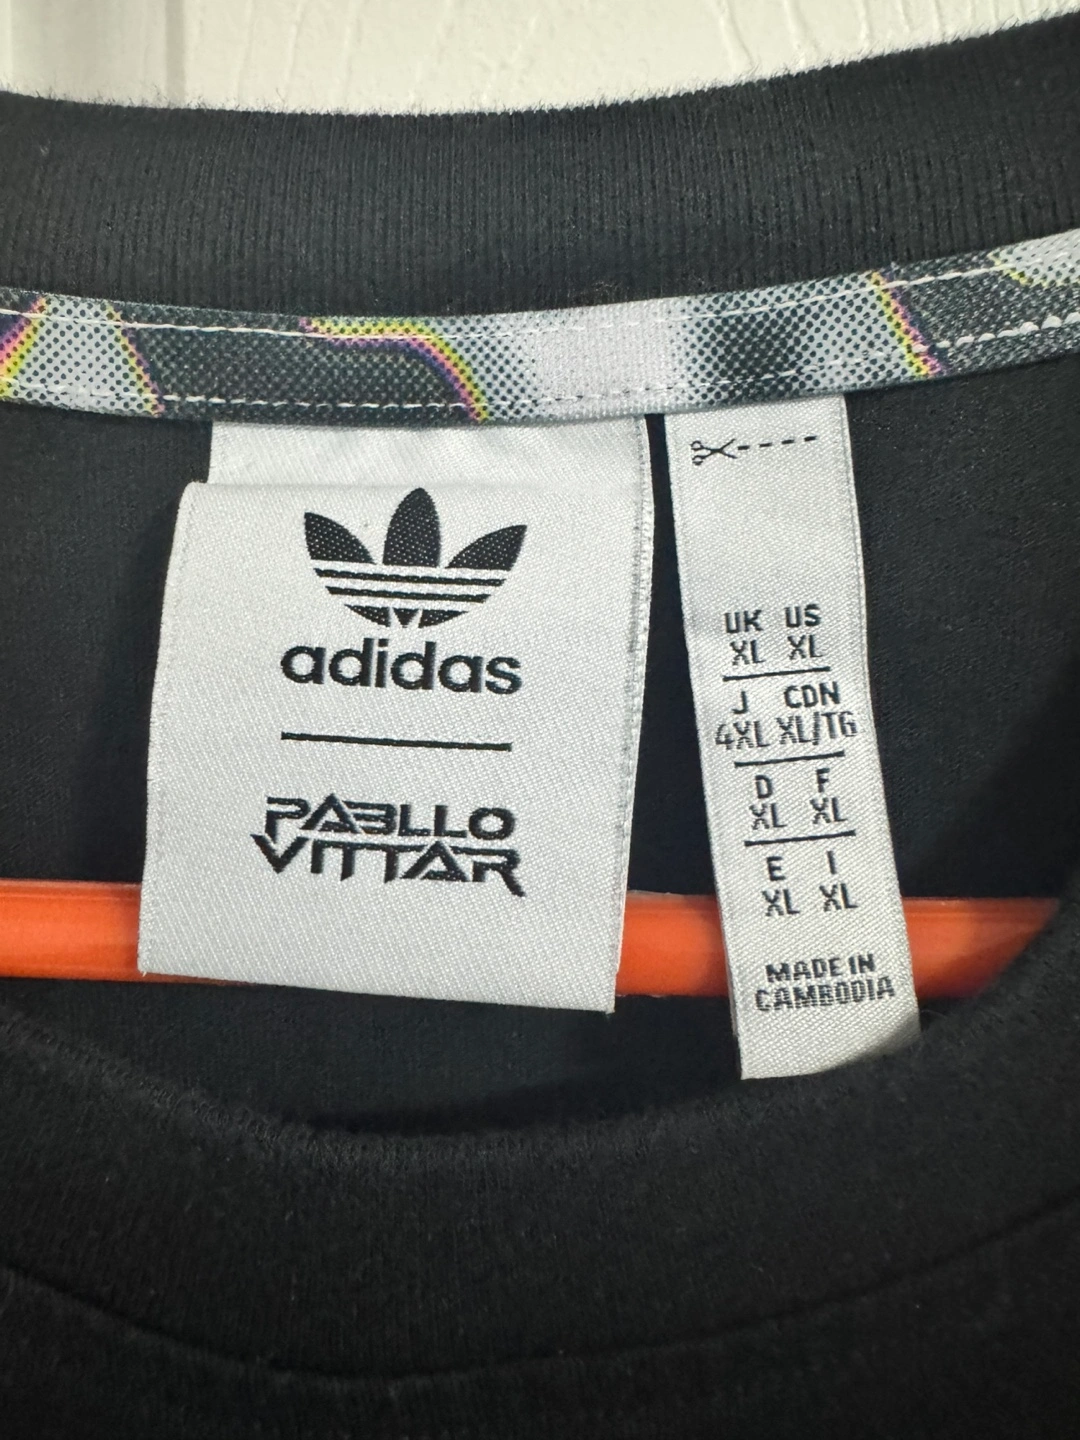 adidas
PABLLO
VITTAR
UK US
XL XL
J CDN
4XL XL/TG
D F
XL XL
E I
XL XL
MADE IN
CAMBODIA